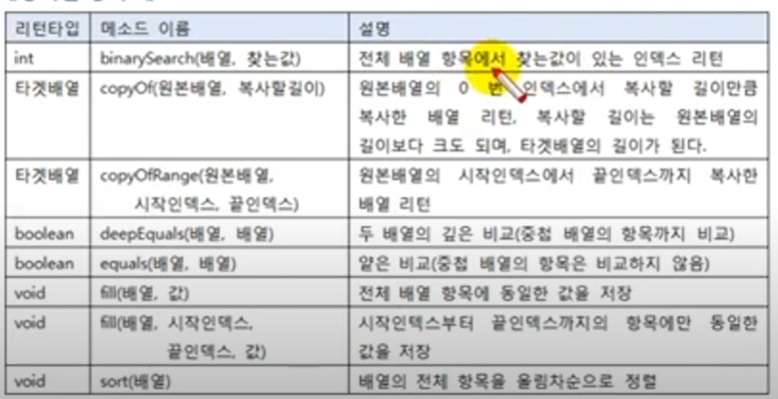 리턴타입 메소드 이름 설명
int binarySearch(배열, 찾는값) 전체 배열 항목에서 찾는값이 있는 인덱스 리턴
타겟배열 copyOf(원본배열, 복사할길이) 원본배열의 0 번 인덱스에서 복사할 길이만큼
복사한 배열 리턴, 복사할 길이는 원본배열의
길이보다 크도 되며, 타겟배열의 길이가 된다.
타겟배열 copyOfRange(원본배열, 원본배열의 시작인덱스에서 끝인덱스까지 복사한
시작인덱스, 끝인덱스) 배열 리턴
boolean deepEquals(배열, 배열) 두 배열의 깊은 비교(중첩 배열의 항목까지 비교)
boolean equals(배열, 배열) 얕은 비교(중첩 배열의 항목은 비교하지 않음)
void fill(배열, 값) 전체 배열 항목에 동일한 값을 저장
void fill(배열, 시작인덱스, 시작인덱스부터 끝인덱스까지의 항목에만 동일한
끝인덱스, 값) 값을 저장
void sort(배열) 배열의 전체 항목을 올림차순으로 정렬